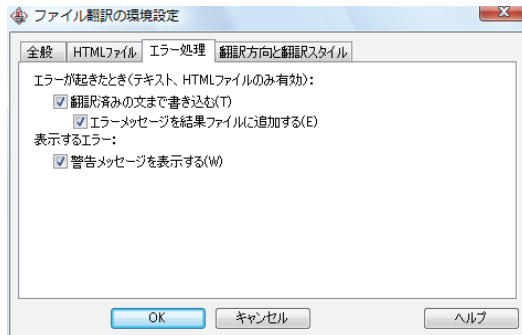 ファイル翻訳の環境設定
全般 HTMLファイル エラー処理 翻訳方向と翻訳スタイル
エラーが起きたとき(テキスト、HTMLファイルのみ有効):
翻訳済みの文まで書き込む(T)
エラーメッセージを結果ファイルに追加する(E)
表示するエラー:
警告メッセージを表示する(W)
OK キャンセル ヘルプ